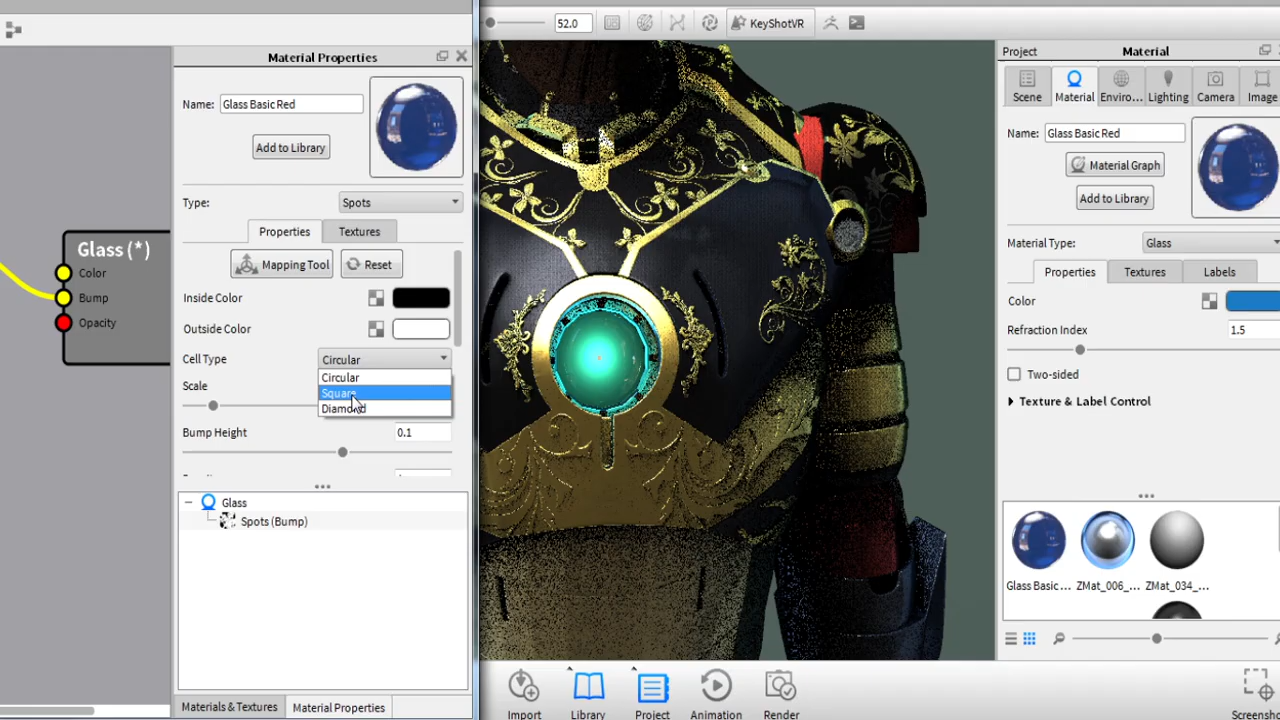 Material Properties
Name: Glass Basic Red
Add to Library
Type: Spots
Properties Textures
Mapping Tool Reset
Inside Color
Outside Color
Cell Type Circular
Circular
Square
Diamond
Scale
Bump Height 0.1
Glass
Spots (Bump)
Materials & Textures Material Properties
Glass (*)
Color
Bump
Opacity
52.0 KeyShotVR
Import Library Project Animation Render
Project Material
Scene Material Enviro... Lighting Camera Image
Name: Glass Basic Red
Material Graph
Add to Library
Material Type: Glass
Properties Textures Labels
Color
Refraction Index 1.5
Two-sided
Texture & Label Control
Glass Basic ... ZMat_006_... ZMat_034_...
Screensho